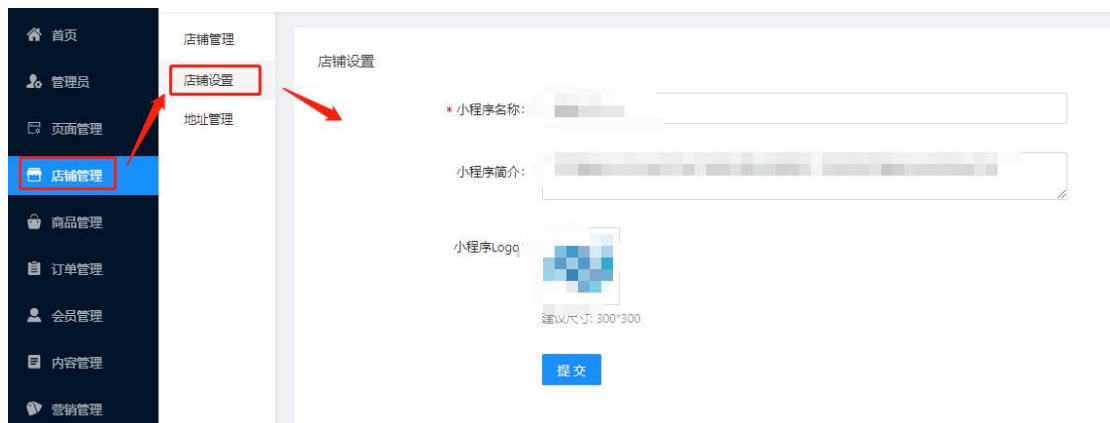 首页
管理员
页面管理
店铺管理
商品管理
订单管理
会员管理
内容管理
营销管理
店铺管理
店铺设置
地址管理
店铺设置
* 小程序名称:
小程序简介:
小程序Logo
建议尺寸: 300*300
提 交